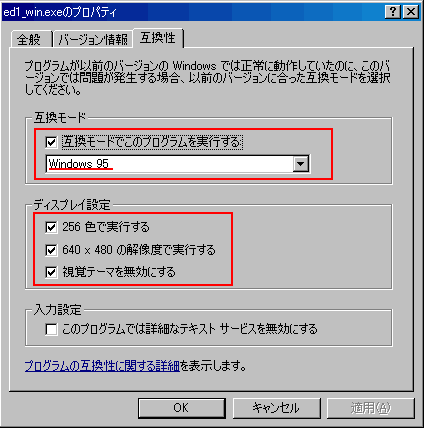 ed1_win.exeのプロパティ
全般 バージョン情報 互換性
プログラムが以前のバージョンの Windows では正常に動作していたのに、このバ
ージョンでは問題が発生する場合、以前のバージョンに合った互換モードを選択
してください。
互換モード
互換モードでこのプログラムを実行する
Windows 95
ディスプレイ設定
256 色で実行する
640 x 480 の解像度で実行する
視覚テーマを無効にする
入力設定
このプログラムでは詳細なテキスト サービスを無効にする
プログラムの互換性に関する詳細を表示します。
OK キャンセル 適用(A)